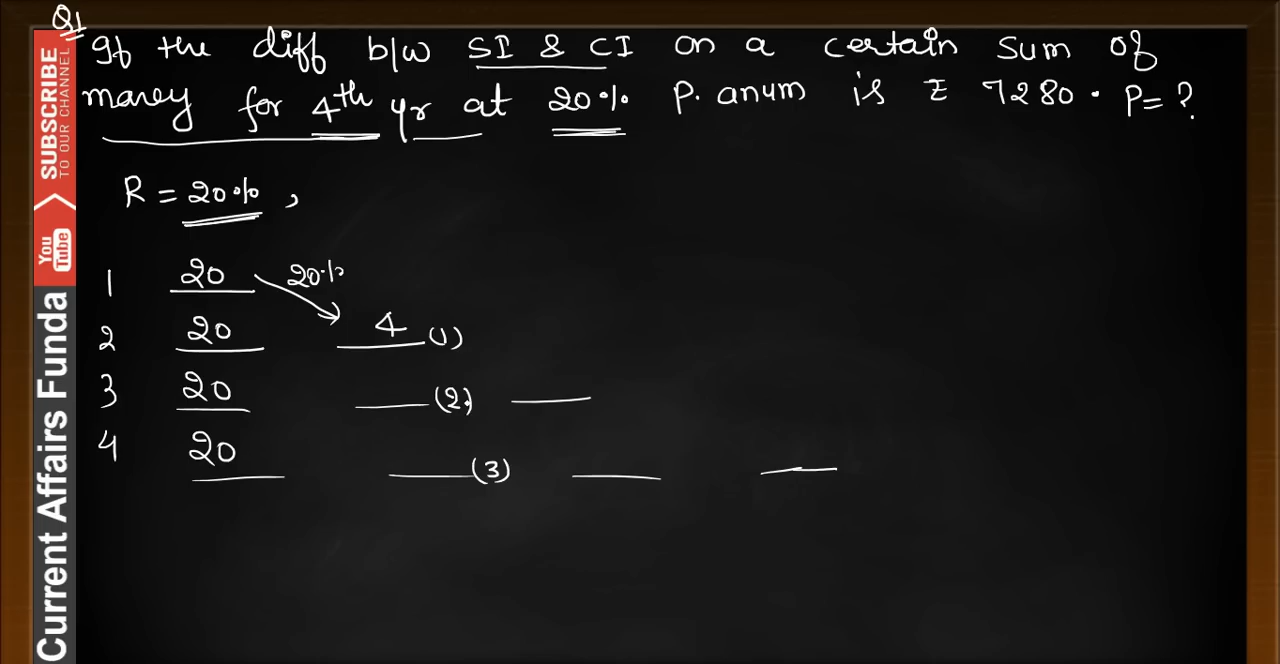 Q1
If the diff b/w SI & CI on a certain sum of
money for 4th yr at 20% P. anum is ₹ 7280. P=?
R = 20%,
1 20 20%
2 20 4 (1)
3 20 (2)
4 20 (3)
SUBSCRIBE
TO OUR CHANNEL
You Tube
Current Affairs Funda